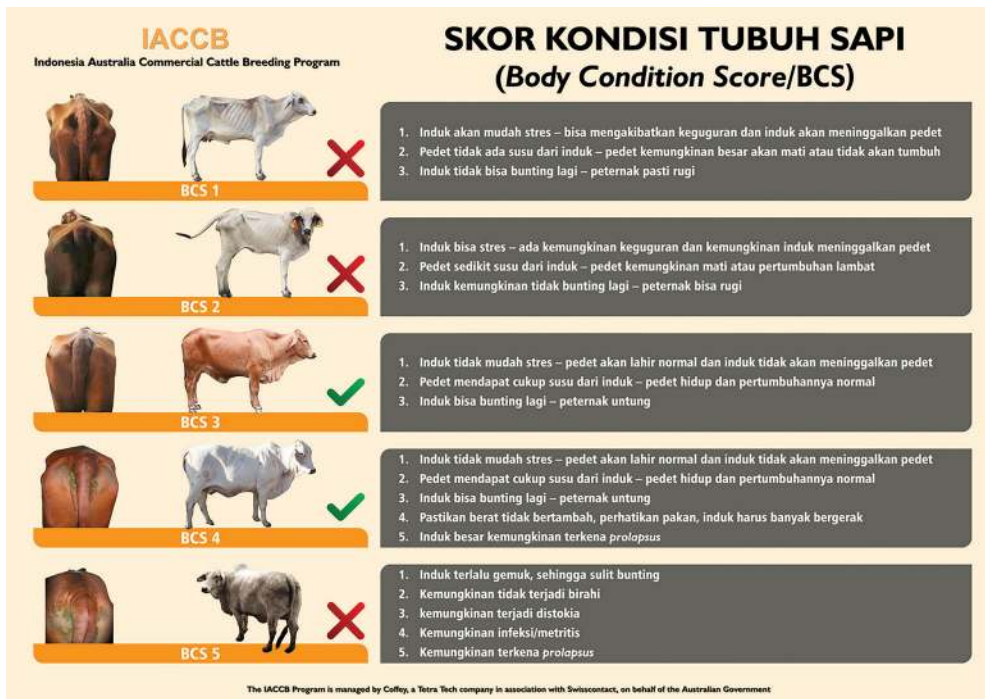 IACCB
Indonesia Australia Commercial Cattle Breeding Program
SKOR KONDISI TUBUH SAPI
(Body Condition Score/BCS)
BCS 1
1. Induk akan mudah stres – bisa mengakibatkan keguguran dan induk akan meninggalkan pedet
2. Pedet tidak ada susu dari induk – pedet kemungkinan besar akan mati atau tidak akan tumbuh
3. Induk tidak bisa bunting lagi – peternak pasti rugi
BCS 2
1. Induk bisa stres – ada kemungkinan keguguran dan kemungkinan induk meninggalkan pedet
2. Pedet sedikit susu dari induk – pedet kemungkinan mati atau pertumbuhan lambat
3. Induk kemungkinan tidak bunting lagi – peternak bisa rugi
BCS 3
1. Induk tidak mudah stres – pedet akan lahir normal dan induk tidak akan meninggalkan pedet
2. Pedet mendapat cukup susu dari induk – pedet hidup dan pertumbuhannya normal
3. Induk bisa bunting lagi – peternak untung
BCS 4
1. Induk tidak mudah stres – pedet akan lahir normal dan induk tidak akan meninggalkan pedet
2. Pedet mendapat cukup susu dari induk – pedet hidup dan pertumbuhannya normal
3. Induk bisa bunting lagi – peternak untung
4. Pastikan berat tidak bertambah, perhatikan pakan, induk harus banyak bergerak
5. Induk besar kemungkinan terkena prolapsus
BCS 5
1. Induk terlalu gemuk, sehingga sulit bunting
2. Kemungkinan tidak terjadi birahi
3. kemungkinan terjadi distokia
4. Kemungkinan infeksi/metritis
5. Kemungkinan terkena prolapsus
The IACCB Program is managed by Coffey, a Tetra Tech company in association with Swisscontact, on behalf of the Australian Government